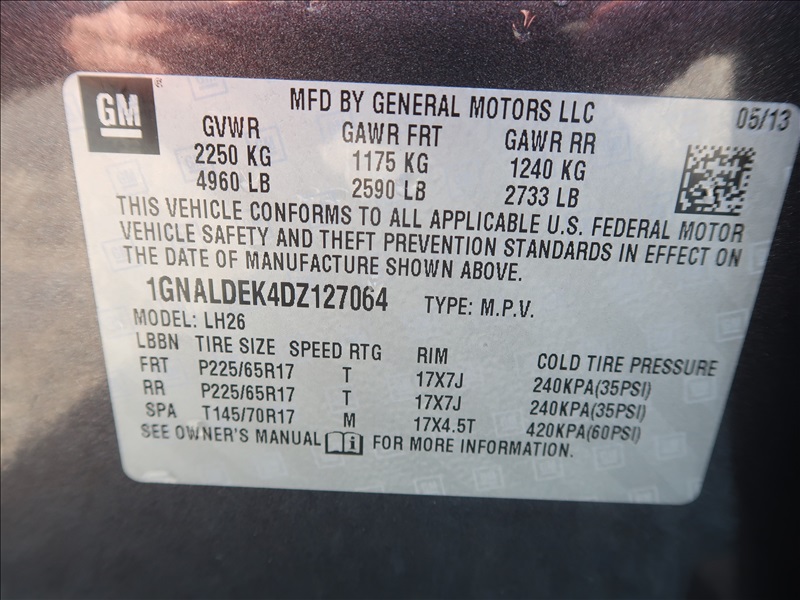 GM
MFD BY GENERAL MOTORS LLC 05/13
GVWR GAWR FRT GAWR RR
2250 KG 1175 KG 1240 KG
4960 LB 2590 LB 2733 LB
THIS VEHICLE CONFORMS TO ALL APPLICABLE U.S. FEDERAL MOTOR
VEHICLE SAFETY AND THEFT PREVENTION STANDARDS IN EFFECT ON
THE DATE OF MANUFACTURE SHOWN ABOVE.
1GNALDEK4DZ127064 TYPE: M.P.V.
MODEL: LH26
LBBN TIRE SIZE SPEED RTG RIM COLD TIRE PRESSURE
FRT P225/65R17 T 17X7J 240KPA(35PSI)
RR P225/65R17 T 17X7J 240KPA(35PSI)
SPA T145/70R17 M 17X4.5T 420KPA(60PSI)
SEE OWNER'S MANUAL i FOR MORE INFORMATION.